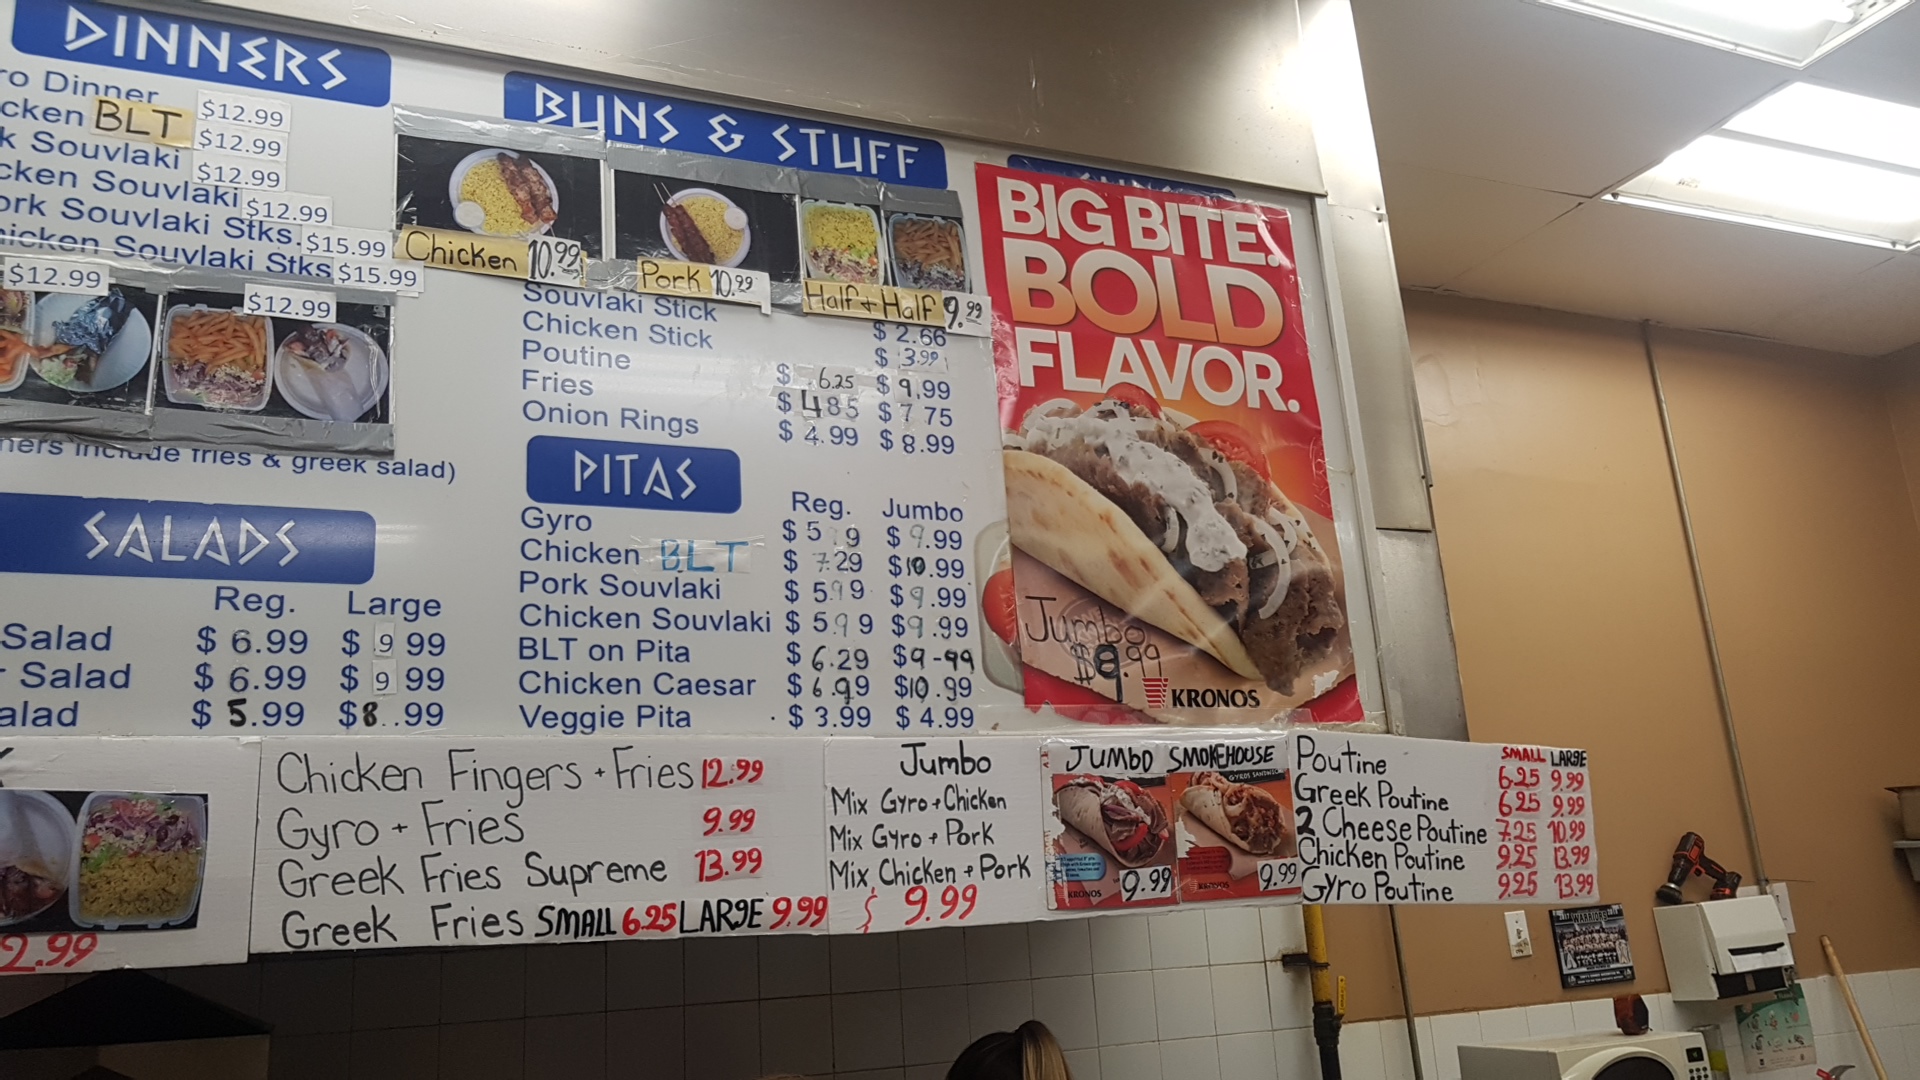 DINNERS
ro Dinner $12.99
cken BLT $12.99
k Souvlaki $12.99
cken Souvlaki $12.99
ork Souvlaki Stks. $15.99
hicken Souvlaki Stks $15.99
$12.99
$12.99
ners include fries & greek salad)
SALADS
Reg. Large
Salad $ 6.99 $ 9 99
r Salad $ 6.99 $ 9 99
alad $ 5.99 $8..99
BUNS & STUFF
Chicken 10.99
Pork 10.99
Half + Half 9.99
Souvlaki Stick $ 2.66
Chicken Stick $ 3.99
Poutine $ 6.25 $ 9.99
Fries $ 4.85 $ 7.75
Onion Rings $ 4.99 $ 8.99
PITAS
Reg. Jumbo
Gyro $ 5 9 $ 9.99
Chicken BLT $ 7.29 $10.99
Pork Souvlaki $ 5.99 $ 9.99
Chicken Souvlaki $ 5.99 $9.99
BLT on Pita $ 6.29 $9-99
Chicken Caesar $ 6.99 $10.99
Veggie Pita $ 3.99 $ 4.99
BIG BITE.
BOLD
FLAVOR.
Jumbo
$9.99
KRONOS
2.99
Chicken Fingers + Fries 12.99
Gyro + Fries 9.99
Greek Fries Supreme 13.99
Greek Fries SMALL 6.25 LARGE 9.99
Jumbo
Mix Gyro + Chicken
Mix Gyro + Pork
Mix Chicken + Pork
$ 9.99
JUMBO SMOKEHOUSE
GYROS SANDWICH
KRONOS 9.99
KRONOS 9.99
SMALL LARGE
Poutine 6.25 9.99
Greek Poutine 6.25 9.99
2 Cheese Poutine 7.25 10.99
Chicken Poutine 9.25 13.99
Gyro Poutine 9.25 13.99
WARRIORS